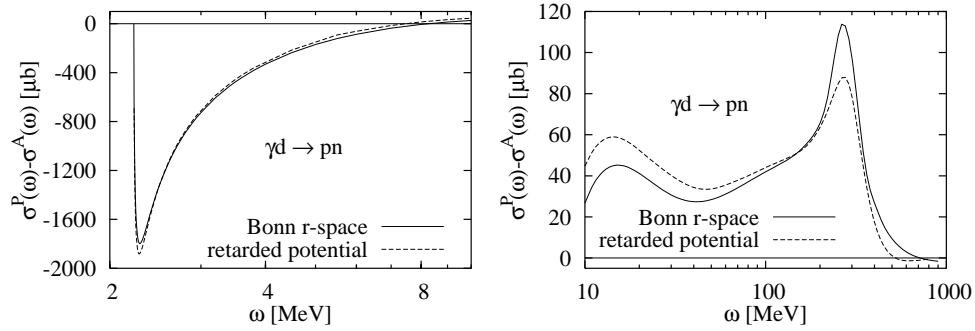 σᴾ(ω)-σᴬ(ω) [μb]
0
-400
-800
-1200
-1600
-2000
2
4
8
ω [MeV]
γd → pn
Bonn r-space
retarded potential
σᴾ(ω)-σᴬ(ω) [μb]
120
100
80
60
40
20
0
10
100
1000
ω [MeV]
γd → pn
Bonn r-space
retarded potential